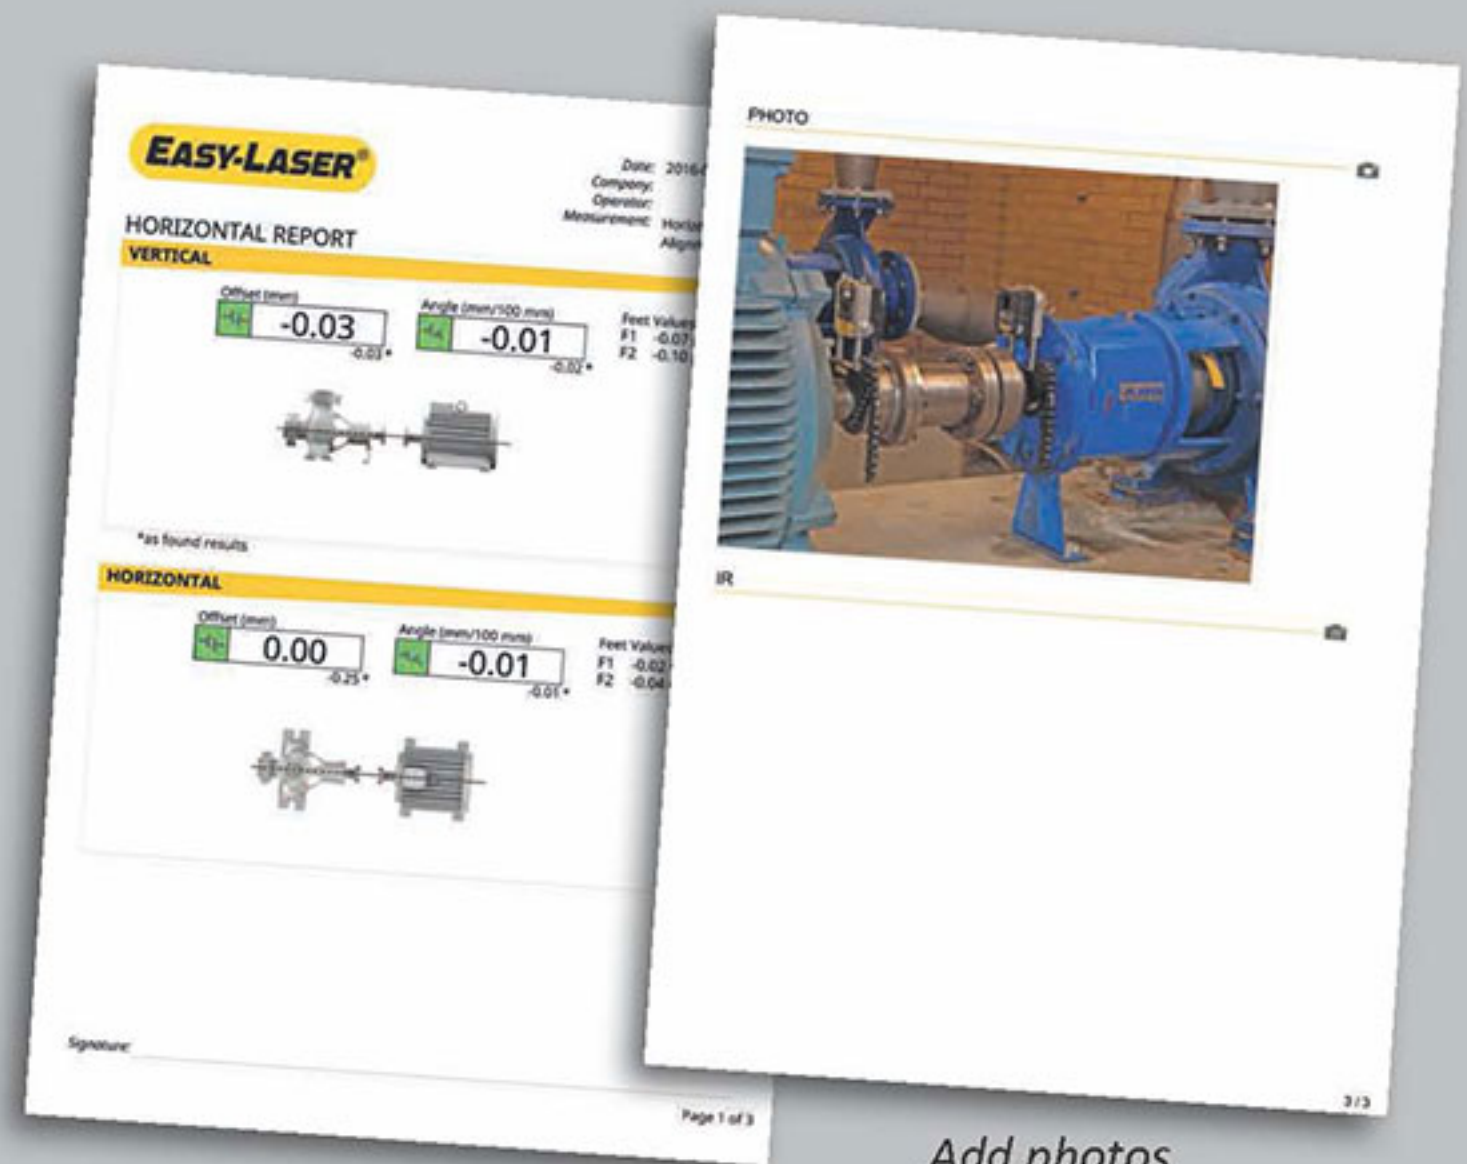 EASY-LASER®
Date: 2016-
Company:
Operator:
Measurement:
HORIZONTAL REPORT
VERTICAL
Offset (mm)
-0.03
-0.03 *
Angle (mm/100 mm)
-0.01
-0.02 *
Feet Values
F1 -0.07
F2 -0.10
*as found results
HORIZONTAL
Offset (mm)
0.00
-0.25 *
Angle (mm/100 mm)
-0.01
-0.01 *
Feet Values
F1 -0.02
F2 -0.04
Signature:
Page 1 of 3
PHOTO
IR
3/3
Add photos